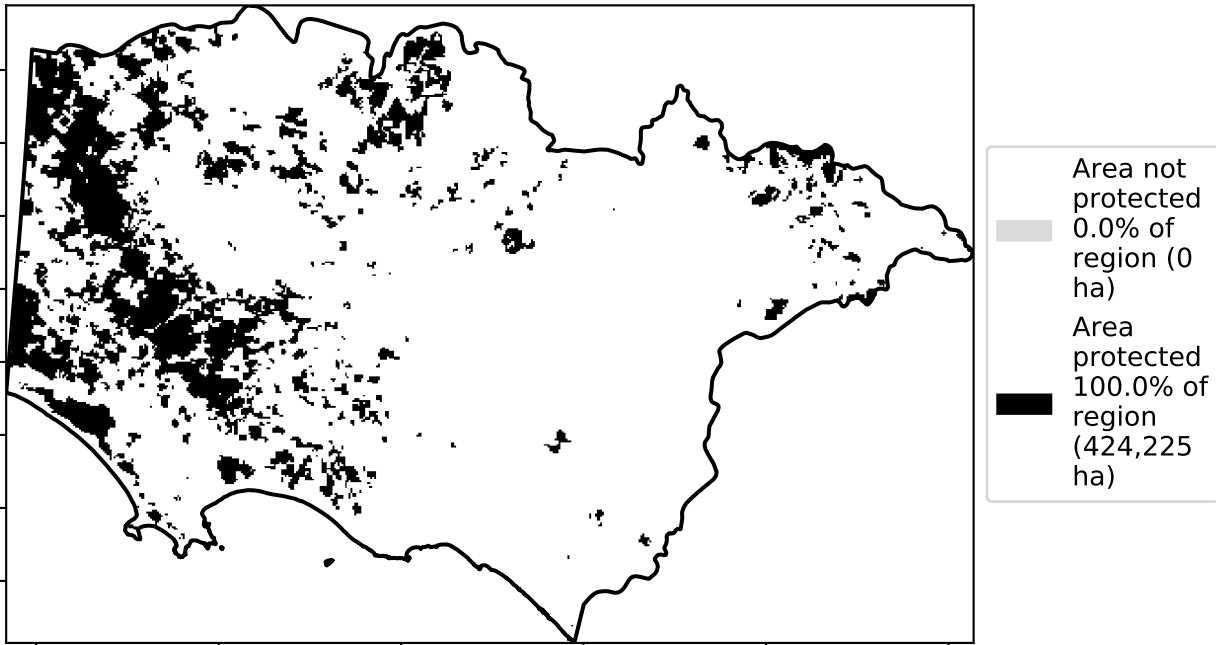 Area not
protected
0.0% of
region (0
ha)
Area
protected
100.0% of
region
(424,225
ha)